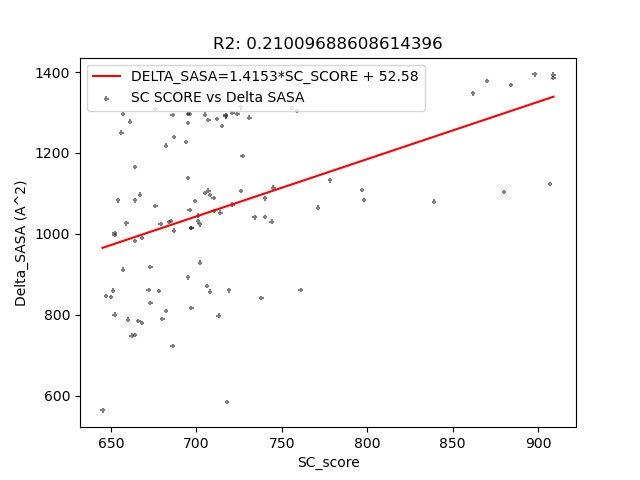 R2: 0.21009688608614396
DELTA_SASA=1.4153*SC_SCORE + 52.58
SC SCORE vs Delta SASA
Delta_SASA (A^2)
1400
1200
1000
800
600
650 700 750 800 850 900
SC_score